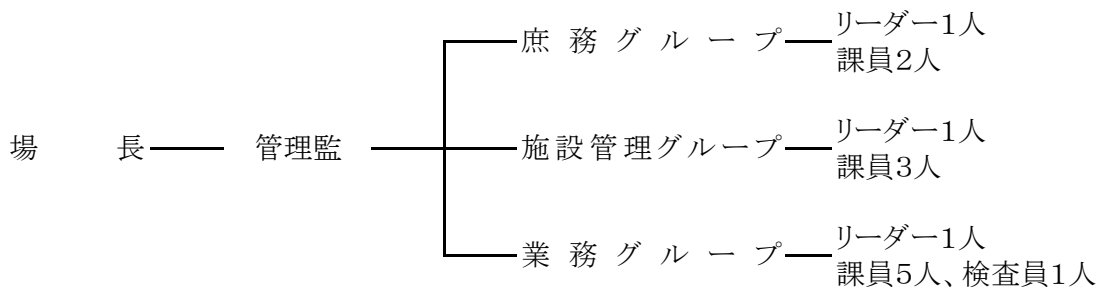 庶務グループ
リーダー1人
課員2人
場長
管理監
施設管理グループ
リーダー1人
課員3人
業務グループ
リーダー1人
課員5人、検査員1人